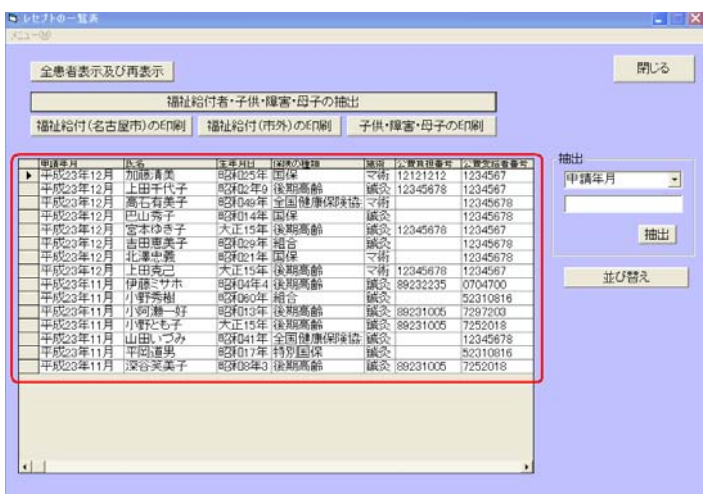 レセプトの一覧表
メニュー(M)
全患者表示及び再表示
閉じる
福祉給付者・子供・障害・母子の抽出
福祉給付(名古屋市)の印刷 福祉給付(市外)の印刷 子供・障害・母子の印刷
抽出
申請年月
抽出
並び替え
申請年月 氏名 生年月日 保険の種類 施術 公費負担番号 公費受給者番号
平成23年12月 加藤清美 昭和25年 国保 マ術 12121212 1234567
平成23年12月 上田千代子 昭和2年9 後期高齢 鍼灸 12345678 1234567
平成23年12月 高石有美子 昭和49年 全国健康保険協 マ術 12345678
平成23年12月 巴山秀子 昭和14年 国保 鍼灸 12345678
平成23年12月 宮本ゆき子 大正15年 後期高齢 鍼灸 12345678 1234567
平成23年12月 吉田恵美子 昭和29年 組合 鍼灸 12345678
平成23年12月 北澤忠義 昭和21年 国保 マ術 12345678
平成23年12月 上田克己 大正15年 後期高齢 マ術 12345678 1234567
平成23年11月 伊藤ミサホ 昭和4年4 後期高齢 鍼灸 89232235 0704700
平成23年11月 小野秀樹 昭和60年 組合 鍼灸 52310816
平成23年11月 小河瀬一好 昭和13年 後期高齢 鍼灸 89231005 7297203
平成23年11月 小野とも子 大正15年 後期高齢 鍼灸 89231005 7252018
平成23年11月 山田いづみ 昭和41年 全国健康保険協 鍼灸 12345678
平成23年11月 平岡道男 昭和17年 特別国保 鍼灸 52310816
平成23年11月 深谷笑美子 昭和8年3 後期高齢 鍼灸 89231005 7252018